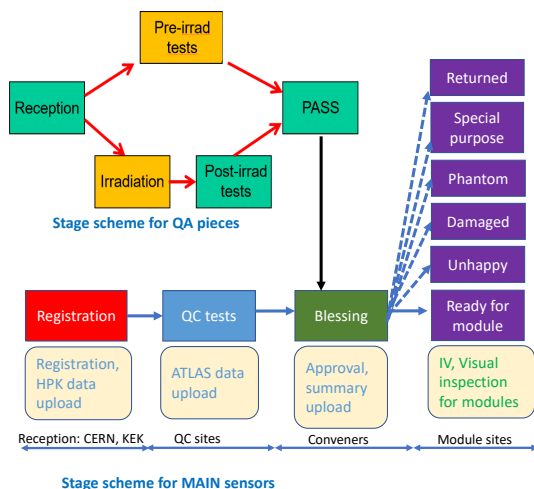 Pre-irrad
tests
Reception
PASS
Irradiation
Post-irrad
tests
Stage scheme for QA pieces
Returned
Special
purpose
Phantom
Damaged
Unhappy
Ready for
module
Registration
QC tests
Blessing
Registration,
HPK data
upload
ATLAS data
upload
Approval,
summary
upload
IV, Visual
inspection
for modules
Reception: CERN, KEK
QC sites
Conveners
Module sites
Stage scheme for MAIN sensors